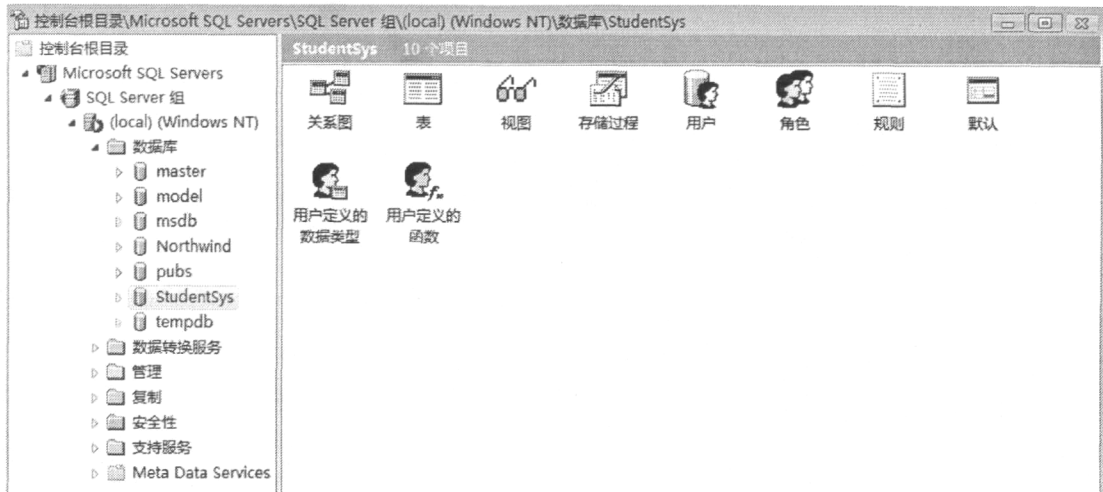 控制台根目录\Microsoft SQL Servers\SQL Server 组\(local) (Windows NT)\数据库\StudentSys
控制台根目录
Microsoft SQL Servers
SQL Server 组
(local) (Windows NT)
数据库
master
model
msdb
Northwind
pubs
StudentSys
tempdb
数据转换服务
管理
复制
安全性
支持服务
Meta Data Services
StudentSys 10 个项目
关系图 表 视图 存储过程 用户 角色 规则 默认
用户定义的 用户定义的
数据类型 函数